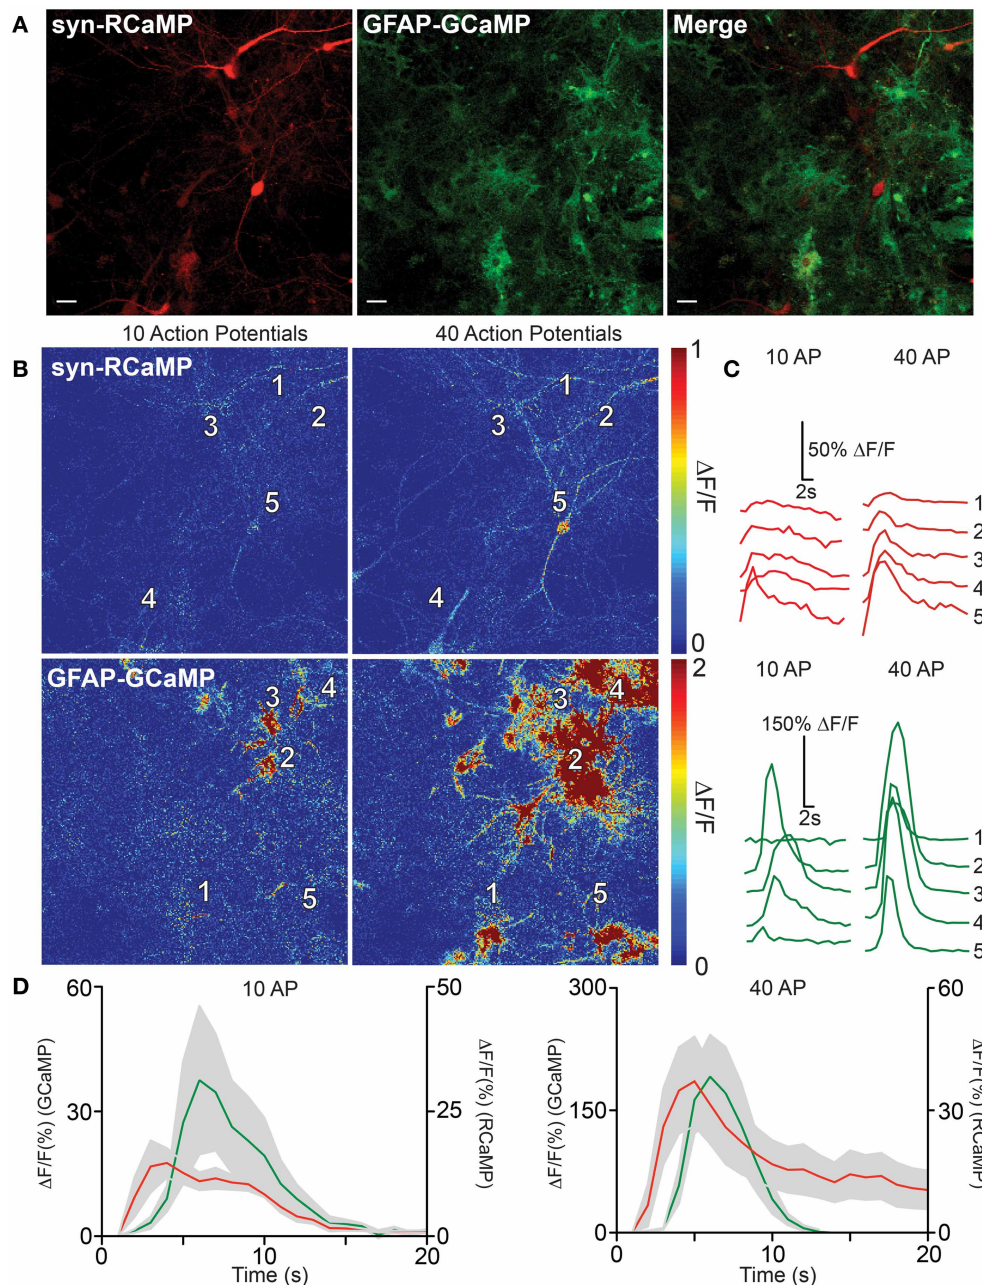 A
syn-RCaMP
GFAP-GCaMP
Merge
10 Action Potentials
40 Action Potentials
B
syn-RCaMP
1
2
3
5
4
1
2
3
5
4
1
ΔF/F
0
GFAP-GCaMP
3
4
2
1
5
3
4
2
1
5
2
ΔF/F
0
C
10 AP
40 AP
50% ΔF/F
2s
1
2
3
4
5
10 AP
40 AP
150% ΔF/F
2s
1
2
3
4
5
D
10 AP
60
30
0
ΔF/F(%) (GCaMP)
50
25
0
ΔF/F(%) (RCaMP)
0
10
20
Time (s)
40 AP
300
150
0
ΔF/F(%) (GCaMP)
60
30
0
ΔF/F(%) (RCaMP)
0
10
20
Time (s)